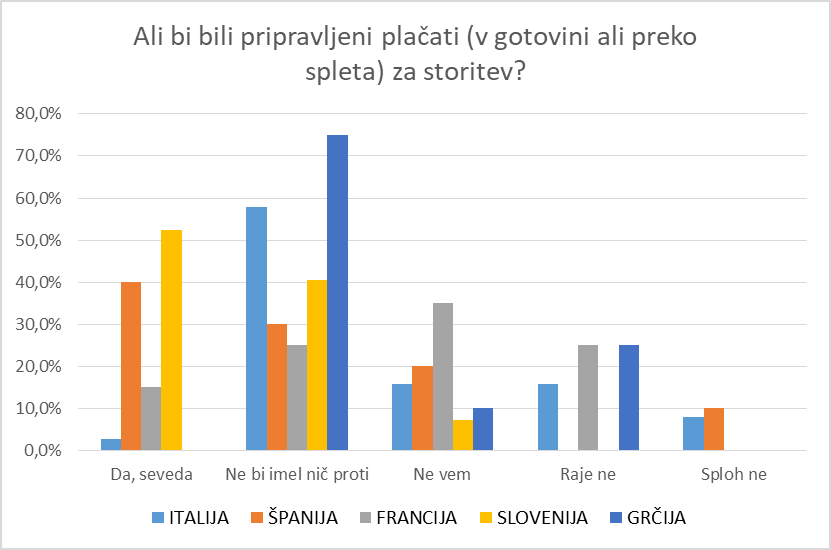 Ali bi bili pripravljeni plačati (v gotovini ali preko
spleta) za storitev?
80,0%
70,0%
60,0%
50,0%
40,0%
30,0%
20,0%
10,0%
0,0%
Da, seveda Ne bi imel nič proti Ne vem Raje ne Sploh ne
ITALIJA ŠPANIJA FRANCIJA SLOVENIJA GRČIJA